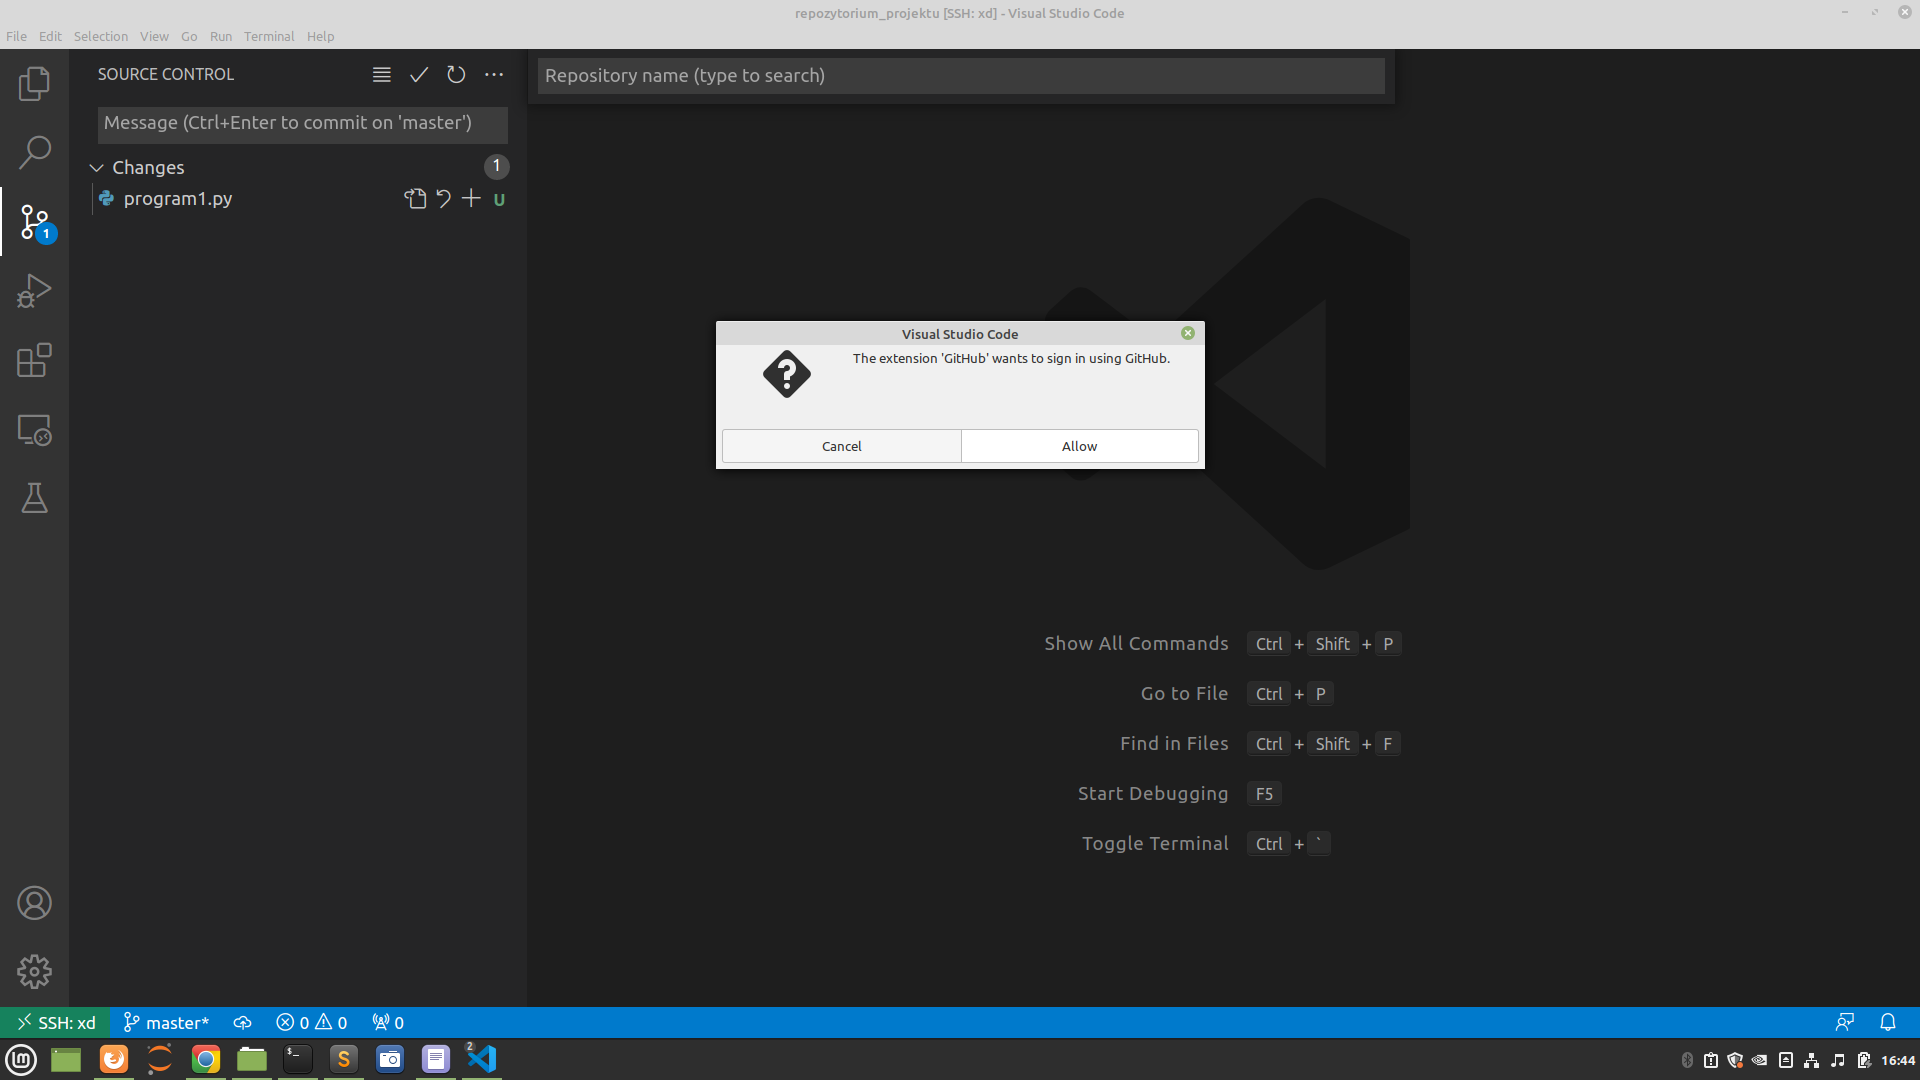 repozytorium_projektu [SSH: xd] - Visual Studio Code
File Edit Selection View Go Run Terminal Help
SOURCE CONTROL
Repository name (type to search)
Message (Ctrl+Enter to commit on 'master')
Changes 1
program1.py U
1
Visual Studio Code
The extension 'GitHub' wants to sign in using GitHub.
Cancel Allow
Show All Commands Ctrl + Shift + P
Go to File Ctrl + P
Find in Files Ctrl + Shift + F
Start Debugging F5
Toggle Terminal Ctrl + `
SSH: xd master* 0 0 0
2
16:44